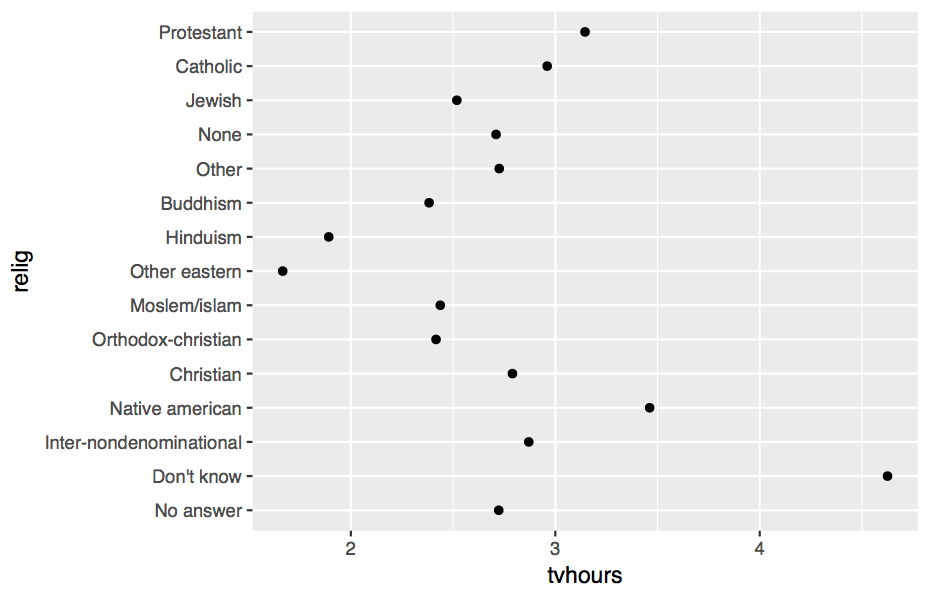 Protestant
Catholic
Jewish
None
Other
Buddhism
Hinduism
Other eastern
Moslem/islam
Orthodox-christian
Christian
Native american
Inter-nondenominational
Don't know
No answer
relig
2 3 4
tvhours